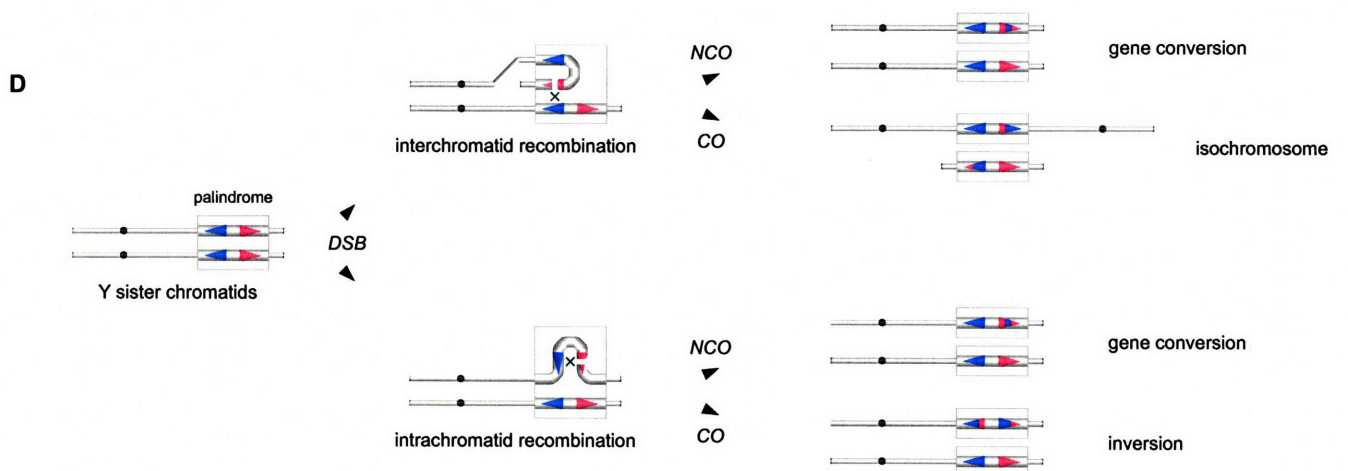 D
palindrome
Y sister chromatids
DSB
interchromatid recombination
NCO
CO
gene conversion
isochromosome
intrachromatid recombination
NCO
CO
gene conversion
inversion